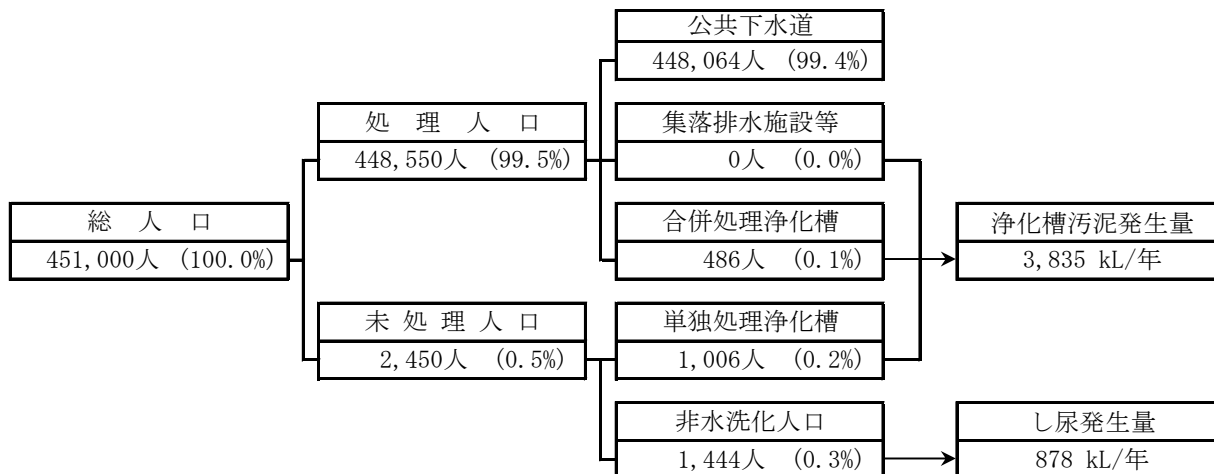 公共下水道
448,064人 (99.4%)
処 理 人 口
448,550人 (99.5%)
集落排水施設等
0人 (0.0%)
総 人 口
451,000人 (100.0%)
合併処理浄化槽
486人 (0.1%)
浄化槽汚泥発生量
3,835 kL/年
未 処 理 人 口
2,450人 (0.5%)
単独処理浄化槽
1,006人 (0.2%)
非水洗化人口
1,444人 (0.3%)
し尿発生量
878 kL/年